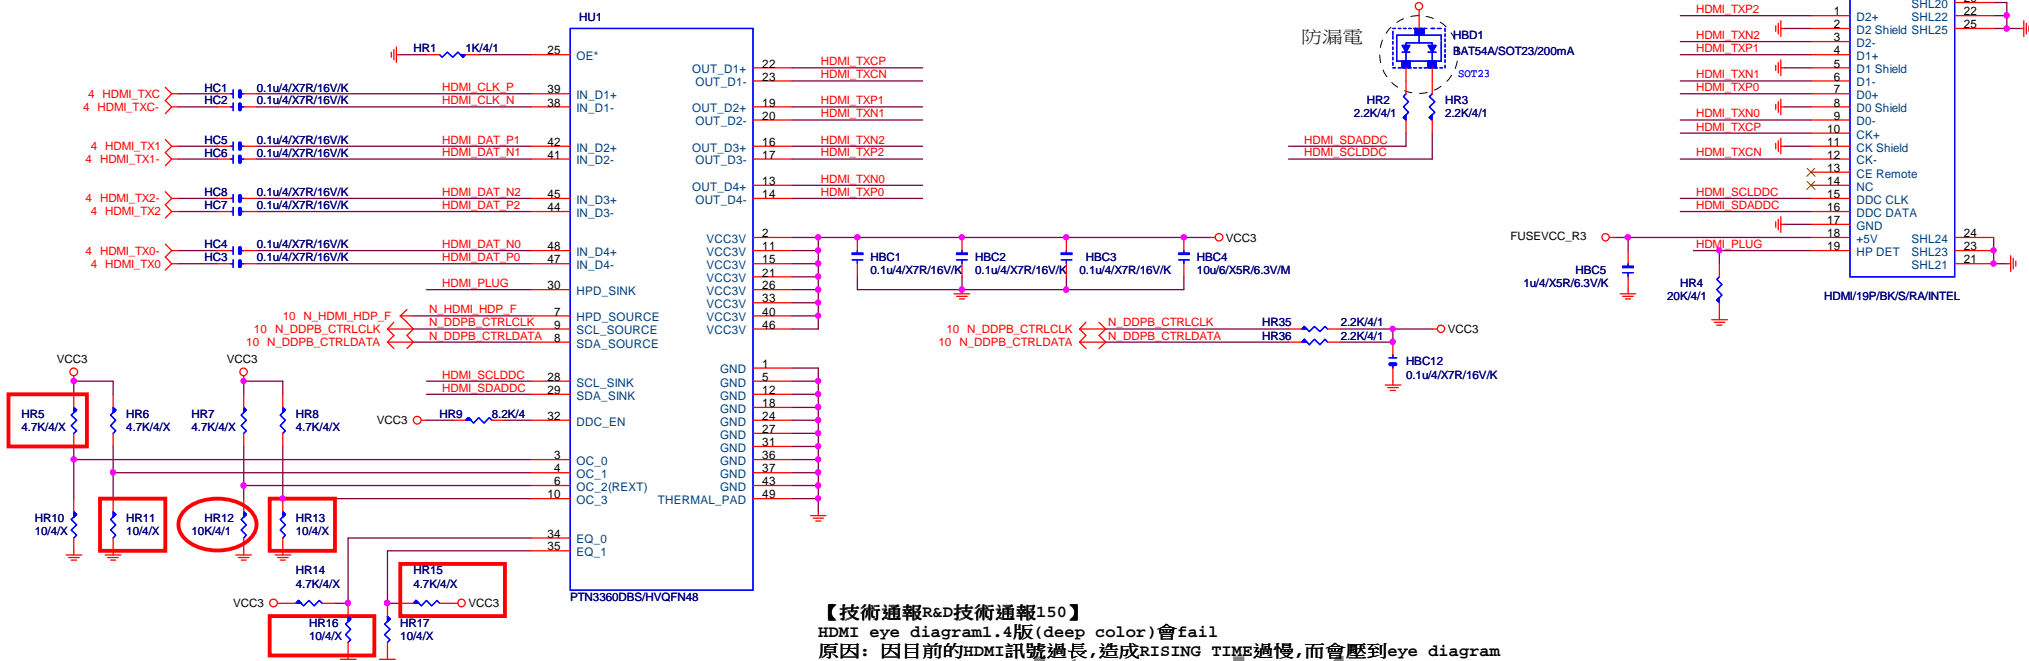 HU1
HR1 1K/4/1 25 OE*
4 HDMI_TXC HC1 0.1u/4/X7R/16V/K HDMI_CLK_P 39 IN_D1+
4 HDMI_TXC- HC2 0.1u/4/X7R/16V/K HDMI_CLK_N 38 IN_D1-
4 HDMI_TX1 HC5 0.1u/4/X7R/16V/K HDMI_DAT_P1 42 IN_D2+
4 HDMI_TX1- HC6 0.1u/4/X7R/16V/K HDMI_DAT_N1 41 IN_D2-
4 HDMI_TX2- HC8 0.1u/4/X7R/16V/K HDMI_DAT_N2 45 IN_D3+
4 HDMI_TX2 HC7 0.1u/4/X7R/16V/K HDMI_DAT_P2 44 IN_D3-
4 HDMI_TX0- HC4 0.1u/4/X7R/16V/K HDMI_DAT_N0 48 IN_D4+
4 HDMI_TX0 HC3 0.1u/4/X7R/16V/K HDMI_DAT_P0 47 IN_D4-
HDMI_PLUG 30 HPD_SINK
10 N_HDMI_HDP_F N_HDMI_HDP_F 7 HPD_SOURCE
10 N_DDPB_CTRLCLK N_DDPB_CTRLCLK 9 SCL_SOURCE
10 N_DDPB_CTRLDATA N_DDPB_CTRLDATA 8 SDA_SOURCE
HDMI_SCLDDC 28 SCL_SINK
HDMI_SDADDC 29 SDA_SINK
VCC3 HR9 8.2K/4 32 DDC_EN
3 OC_0
4 OC_1
6 OC_2(REXT)
10 OC_3
34 EQ_0
35 EQ_1
VCC3
VCC3
HR5 HR6 HR7 HR8
4.7K/4/X 4.7K/4/X 4.7K/4/X 4.7K/4/X
HR10 HR11 HR12 HR13
10/4/X 10/4/X 10K/4/1 10/4/X
HR14 HR15
4.7K/4/X 4.7K/4/X
VCC3 VCC3
HR16 HR17
10/4/X 10/4/X
OUT_D1+ 22 HDMI_TXCP
OUT_D1- 23 HDMI_TXCN
OUT_D2+ 19 HDMI_TXP1
OUT_D2- 20 HDMI_TXN1
OUT_D3+ 16 HDMI_TXN2
OUT_D3- 17 HDMI_TXP2
OUT_D4+ 13 HDMI_TXN0
OUT_D4- 14 HDMI_TXP0
VCC3V 2
VCC3V 11
VCC3V 15
VCC3V 21
VCC3V 26
VCC3V 33
VCC3V 40
VCC3V 46
GND 1
GND 5
GND 12
GND 18
GND 24
GND 27
GND 31
GND 36
GND 37
GND 43
THERMAL_PAD 49
PTN3360DBS/HVQFN48
VCC3
HBC1 HBC2 HBC3 HBC4
0.1u/4/X7R/16V/K 0.1u/4/X7R/16V/K 0.1u/4/X7R/16V/K 10u/6/X5R/6.3V/M
防漏電
HBD1
BAT54A/SOT23/200mA
SOT23
HR2 HR3
2.2K/4/1 2.2K/4/1
HDMI_SDADDC
HDMI_SCLDDC
10 N_DDPB_CTRLCLK N_DDPB_CTRLCLK HR35 2.2K/4/1 VCC3
10 N_DDPB_CTRLDATA N_DDPB_CTRLDATA HR36 2.2K/4/1
HBC12
0.1u/4/X7R/16V/K
SHL20
HDMI_TXP2 1 D2+ SHL22 22
2 D2 Shield SHL25 25
HDMI_TXN2 3 D2-
HDMI_TXP1 4 D1+
5 D1 Shield
HDMI_TXN1 6 D1-
HDMI_TXP0 7 D0+
8 D0 Shield
HDMI_TXN0 9 D0-
HDMI_TXCP 10 CK+
11 CK Shield
HDMI_TXCN 12 CK-
13 CE Remote
14 NC
HDMI_SCLDDC 15 DDC CLK
HDMI_SDADDC 16 DDC DATA
17 GND
FUSEVCC_R3 18 +5V SHL24 24
HDMI_PLUG 19 HP DET SHL23 23
SHL21 21
HBC5
1u/4/X5R/6.3V/K
HR4
20K/4/1
HDMI/19P/BK/S/RA/INTEL
【技術通報R&D技術通報150】
HDMI eye diagram1.4版(deep color)會fail
原因: 因目前的HDMI訊號過長,造成RISING TIME過慢,而會壓到eye diagram